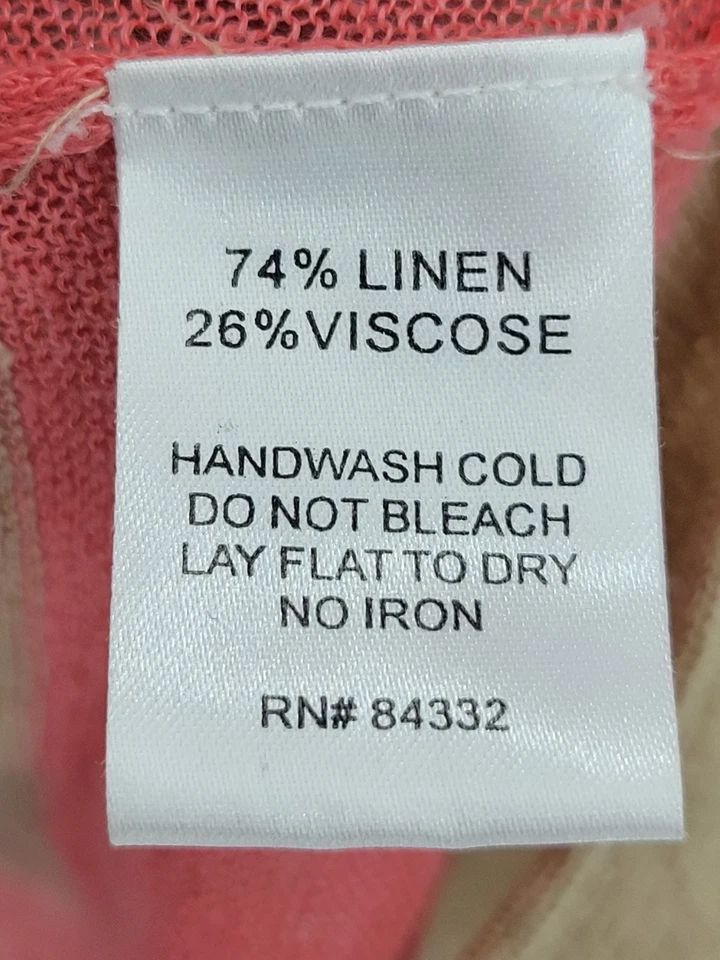 74% LINEN
26%VISCOSE
HANDWASH COLD
DO NOT BLEACH
LAY FLAT TO DRY
NO IRON
RN# 84332